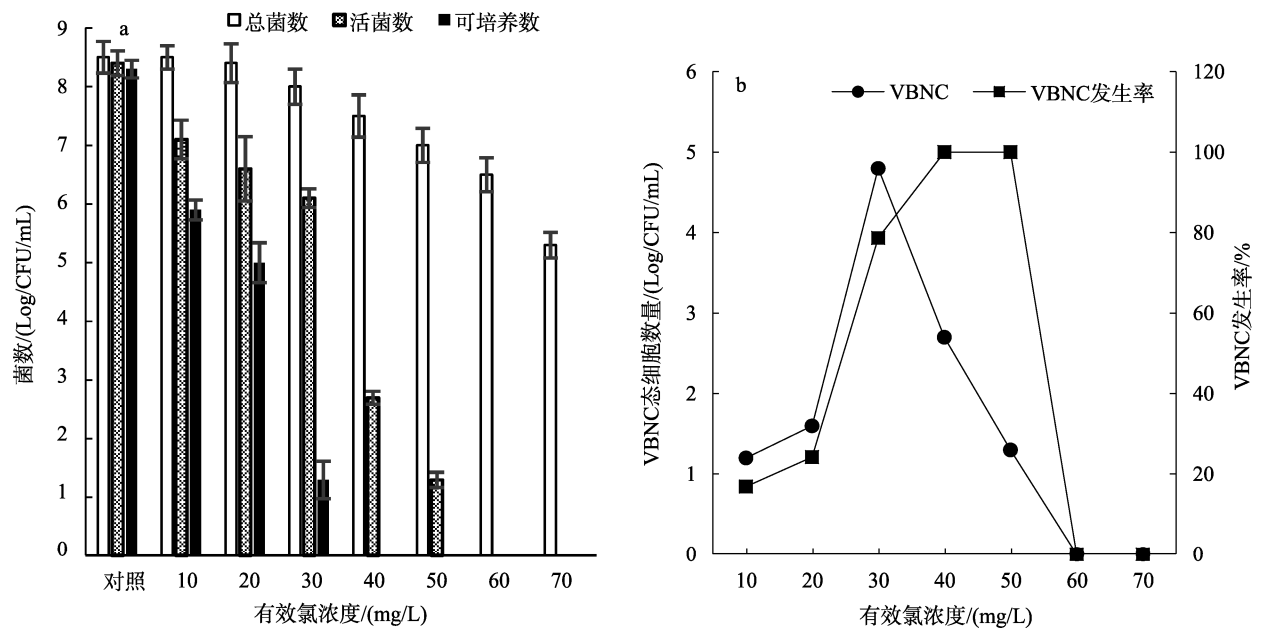 a
□总菌数 ▩活菌数 ■可培养数
9
8
7
6
5
4
3
2
1
0
菌数/(Log/CFU/mL)
对照 10 20 30 40 50 60 70
有效氯浓度/(mg/L)
b
VBNC VBNC发生率
6
5
4
3
2
1
0
VBNC态细胞数量/(Log/CFU/mL)
120
100
80
60
40
20
0
VBNC发生率/%
10 20 30 40 50 60 70
有效氯浓度/(mg/L)